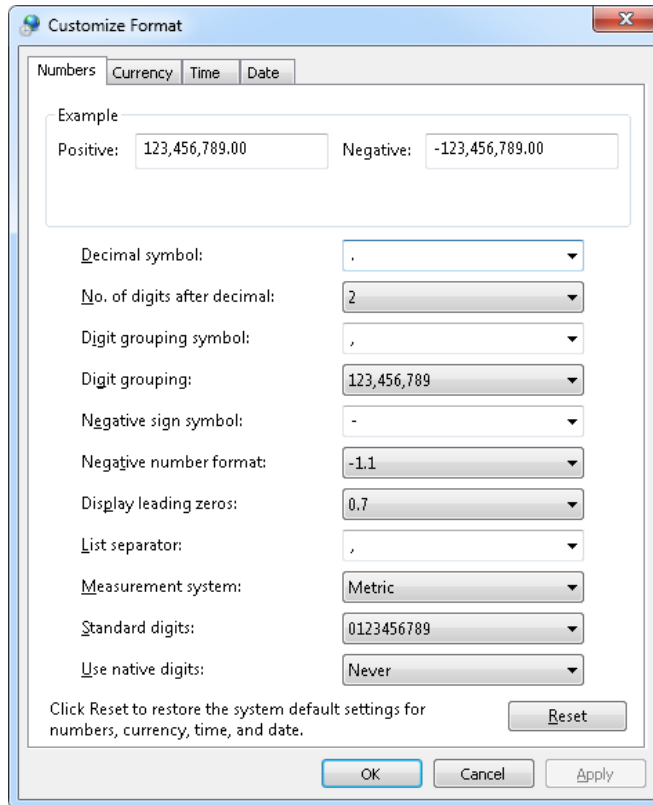 Customize Format
Numbers Currency Time Date
Example
Positive: 123,456,789.00 Negative: -123,456,789.00
Decimal symbol: .
No. of digits after decimal: 2
Digit grouping symbol: ,
Digit grouping: 123,456,789
Negative sign symbol: -
Negative number format: -1.1
Display leading zeros: 0.7
List separator: ,
Measurement system: Metric
Standard digits: 0123456789
Use native digits: Never
Click Reset to restore the system default settings for
numbers, currency, time, and date.
Reset
OK Cancel Apply